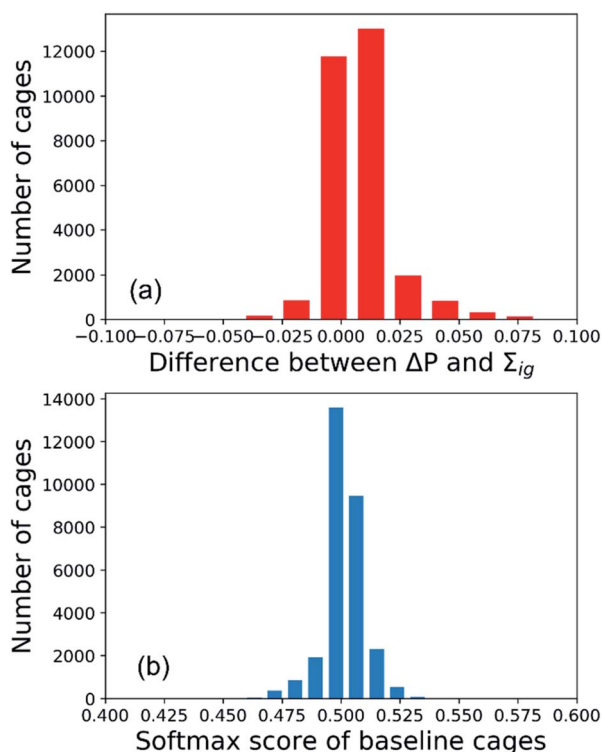 12000
10000
8000
6000
4000
2000
0
Number of cages
(a)
−0.100 −0.075 −0.050 −0.025 0.000 0.025 0.050 0.075 0.100
Difference between ΔP and Σig
14000
12000
10000
8000
6000
4000
2000
0
Number of cages
(b)
0.400 0.425 0.450 0.475 0.500 0.525 0.550 0.575 0.600
Softmax score of baseline cages